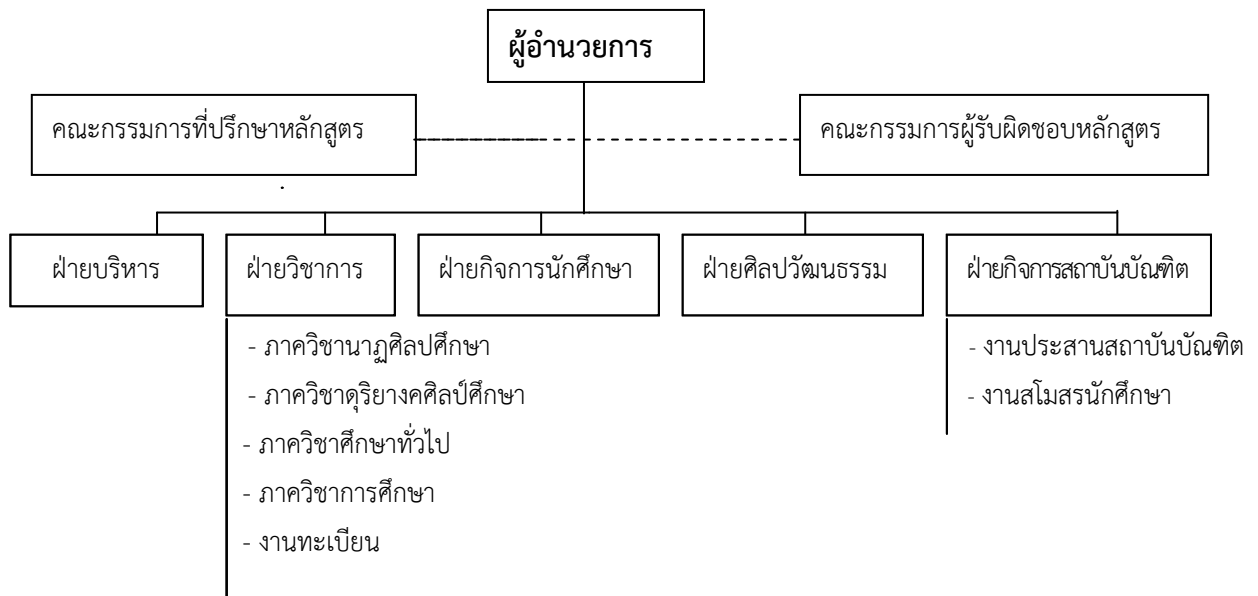 ผู้อำนวยการ
คณะกรรมการที่ปรึกษาหลักสูตร
คณะกรรมการผู้รับผิดชอบหลักสูตร
ฝ่ายบริหาร
ฝ่ายวิชาการ
ฝ่ายกิจการนักศึกษา
ฝ่ายศิลปวัฒนธรรม
ฝ่ายกิจการสถาบันบัณฑิต
- ภาควิชานาฏศิลปศึกษา
- ภาควิชาดุริยางคศิลป์ศึกษา
- ภาควิชาศึกษาทั่วไป
- ภาควิชาการศึกษา
- งานทะเบียน
- งานประสานสถาบันบัณฑิต
- งานสโมสรนักศึกษา